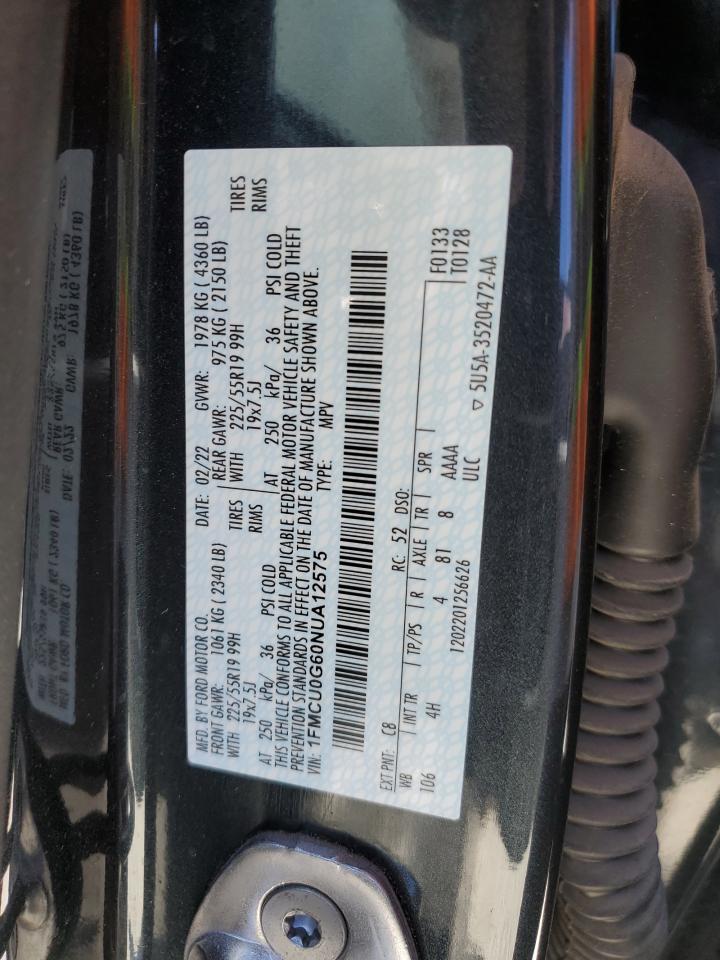 MFD. BY FORD MOTOR CO.
DATE: 02/22 GVWR: 1978 KG ( 4360 LB)
FRONT GAWR: 1061 KG ( 2340 LB) REAR GAWR: 975 KG ( 2150 LB)
WITH 225/55R19 99H TIRES WITH 225/55R19 99H TIRES
19x7.5J RIMS 19x7.5J RIMS
AT 250 kPa/ 36 PSI COLD AT 250 kPa/ 36 PSI COLD
THIS VEHICLE CONFORMS TO ALL APPLICABLE FEDERAL MOTOR VEHICLE SAFETY AND THEFT
PREVENTION STANDARDS IN EFFECT ON THE DATE OF MANUFACTURE SHOWN ABOVE.
VIN: 1FMCU0G60NUA12575 TYPE: MPV
EXT PNT: C8 RC: 52 DSO: F0133
WB INT TR TP/PS R AXLE TR SPR T0128
106 4H 4 81 8 AAAA
1202201256626 ULC
▽ 5U5A-3520472-AA